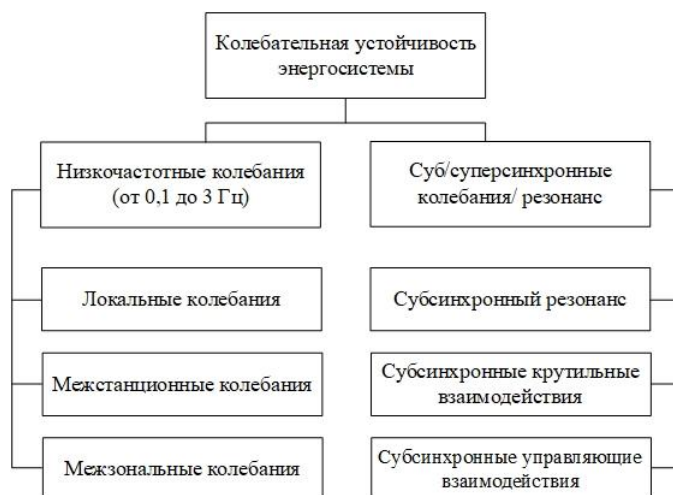 Колебательная устойчивость
энергосистемы
Низкочастотные колебания
(от 0,1 до 3 Гц)
Суб/суперсинхронные
колебания/ резонанс
Локальные колебания
Субсинхронный резонанс
Межстанционные колебания
Субсинхронные крутильные
взаимодействия
Межзональные колебания
Субсинхронные управляющие
взаимодействия